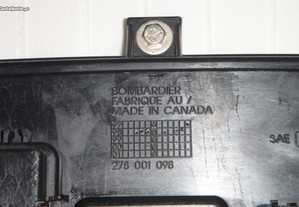 BOMBARDIER
FABRIQUE AU /
MADE IN CANADA
SAE
278 001 098